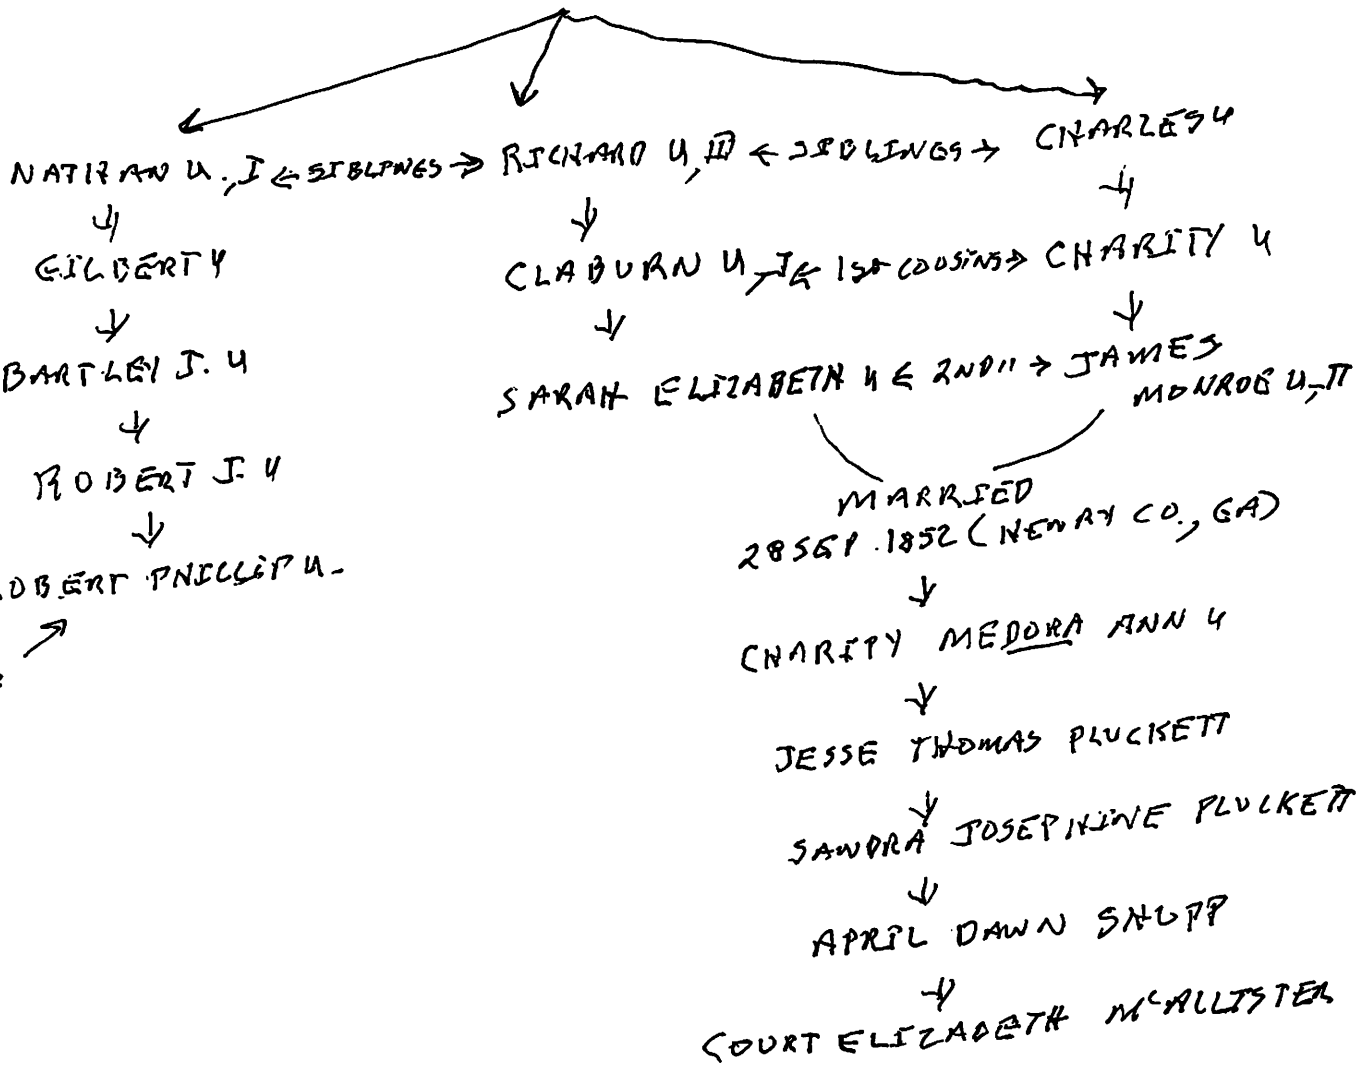 NATHAN U., I ← SIBLINGS → RICHARD U, III ← SIBLINGS → CHARLES U
GILBERT U
CLABURN U, I ← 1st COUSINS → CHARITY U
BARTLEY J. U
SARAH ELIZABETH U ← 2ND " → JAMES
MONROE U, II
ROBERT J. U
MARRIED
28 SEP. 1852 (HENRY CO., GA)
OBERT PHILLIP U.
CHARITY MEDORA ANN U
JESSE THOMAS PLUCKETT
SANDRA JOSEPHINE PLUCKETT
APRIL DAWN SHUPP
COURT ELIZABETH McALLISTER